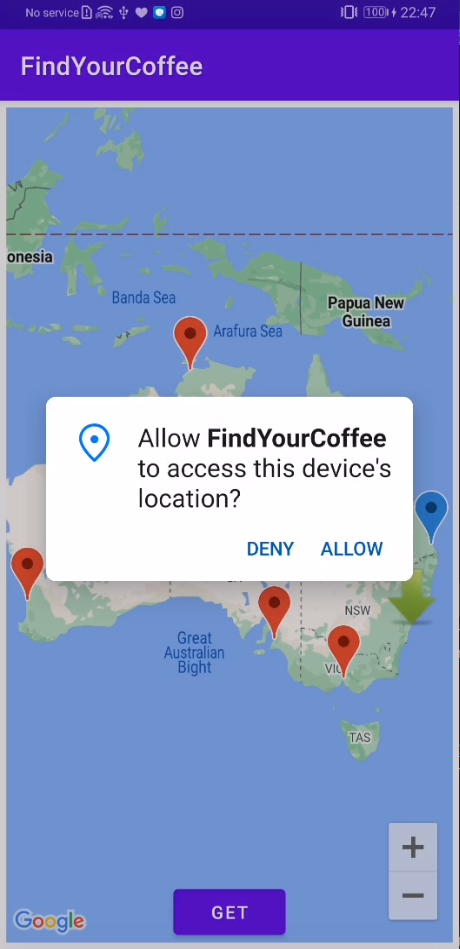 No service 100 22:47
FindYourCoffee
onesia
Banda Sea
Papua New
Guinea
Arafura Sea
Allow FindYourCoffee
to access this device's
location?
DENY ALLOW
NSW
Great
Australian
Bight
VIC
TAS
+
−
GET
Google